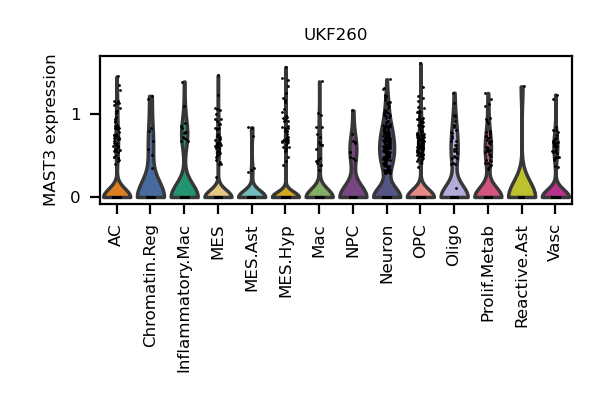 UKF260
MAST3 expression
1
0
AC
Chromatin.Reg
Inflammatory.Mac
MES
MES.Ast
MES.Hyp
Mac
NPC
Neuron
OPC
Oligo
Prolif.Metab
Reactive.Ast
Vasc